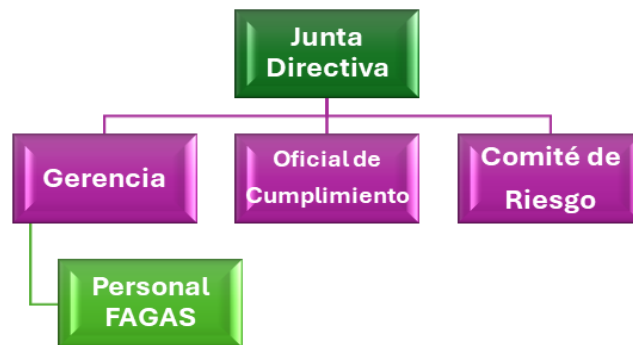 Junta
Directiva
Gerencia
Oficial de
Cumplimiento
Comité de
Riesgo
Personal
FAGAS